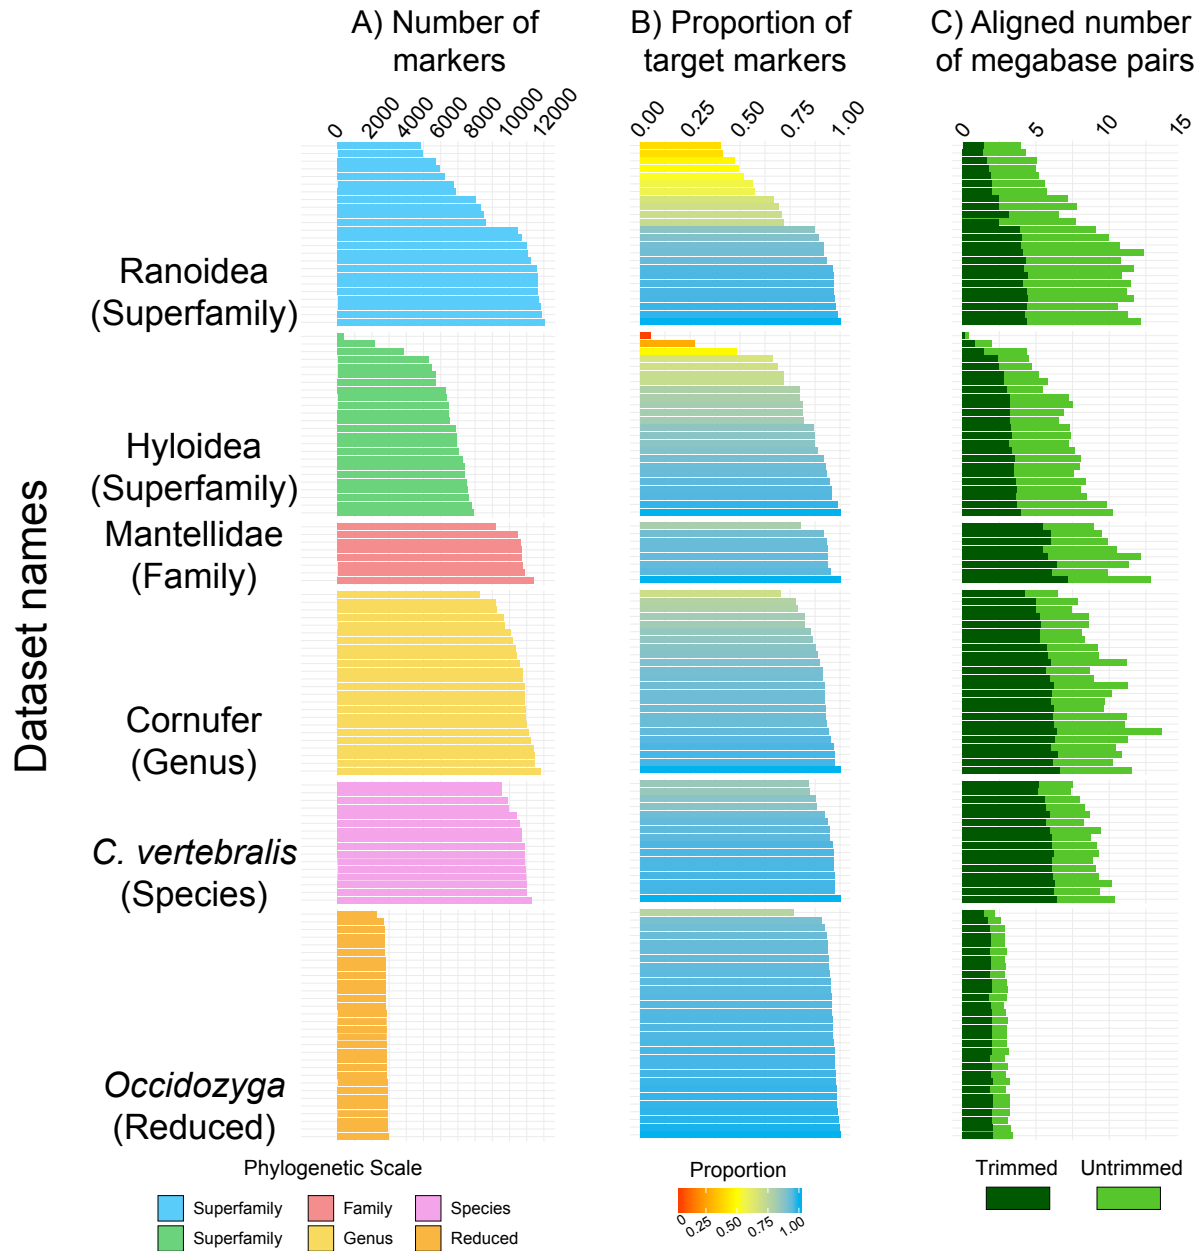 A) Number of
markers
B) Proportion of
target markers
C) Aligned number
of megabase pairs
0 2000 4000 6000 8000 10000 12000
0.00 0.25 0.50 0.75 1.00
0 5 10 15
Dataset names
Ranoidea
(Superfamily)
Hyloidea
(Superfamily)
Mantellidae
(Family)
Cornufer
(Genus)
C. vertebralis
(Species)
Occidozyga
(Reduced)
Phylogenetic Scale
Superfamily Family Species
Superfamily Genus Reduced
Proportion
0 0.25 0.50 0.75 1.00
Trimmed Untrimmed